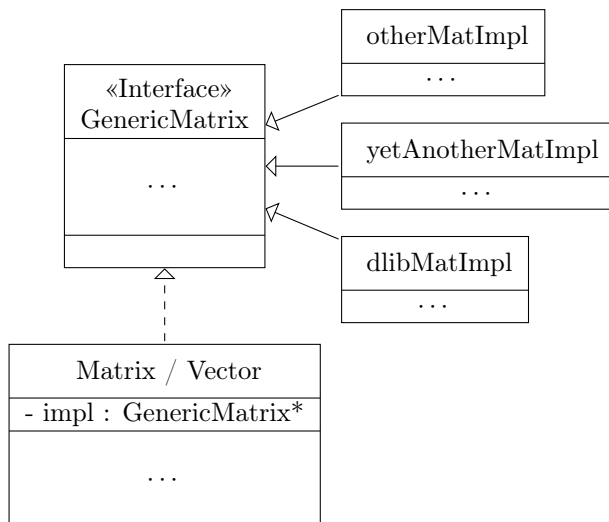 «Interface»
GenericMatrix
...
otherMatImpl
...
yetAnotherMatImpl
...
dlibMatImpl
...
Matrix / Vector
- impl : GenericMatrix*
...